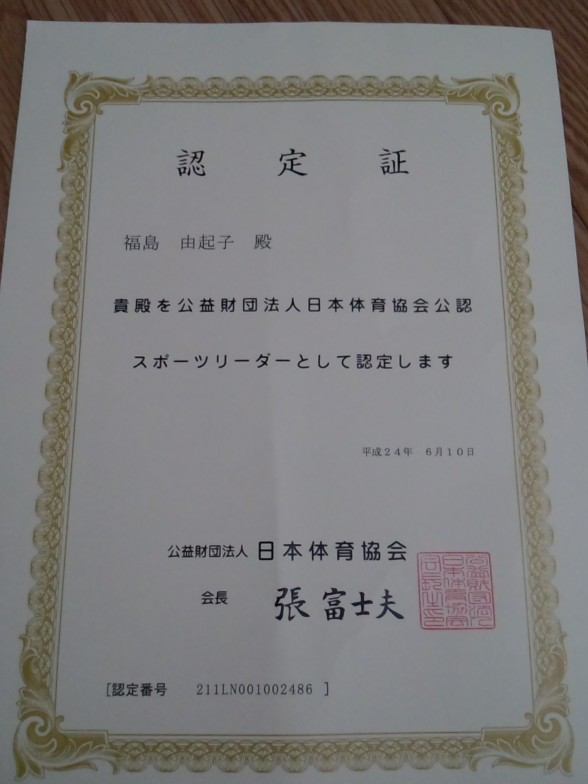 認定証
福島 由起子 殿
貴殿を公益財団法人日本体育協会公認
スポーツリーダーとして認定します
平成24年 6月10日
公益財団法人 日本体育協会
会長 張富士夫
[認定番号 211LN001002486 ]